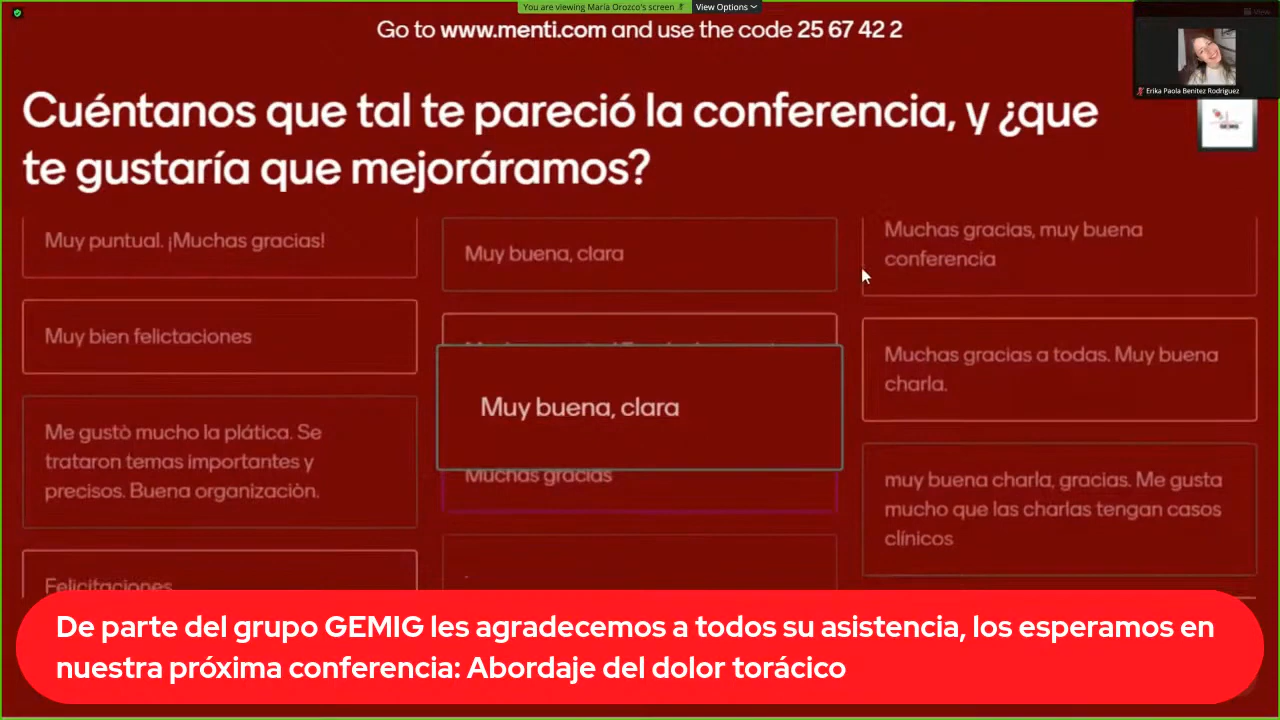 You are viewing María Orozco's screen
View Options
View
Go to www.menti.com and use the code 25 67 42 2
Erika Paola Benitez Rodriguez
Cuéntanos que tal te pareció la conferencia, y ¿que
te gustaría que mejoráramos?
Muy puntual. ¡Muchas gracias!
Muy bien felictaciones
Me gustò mucho la plática. Se
trataron temas importantes y
precisos. Buena organizaciòn.
Felicitaciones
Muy buena, clara
Muy buena, clara
Muchas gracias
Muchas gracias, muy buena
conferencia
Muchas gracias a todas. Muy buena
charla.
muy buena charla, gracias. Me gusta
mucho que las charlas tengan casos
clínicos
De parte del grupo GEMIG les agradecemos a todos su asistencia, los esperamos en
nuestra próxima conferencia: Abordaje del dolor torácico